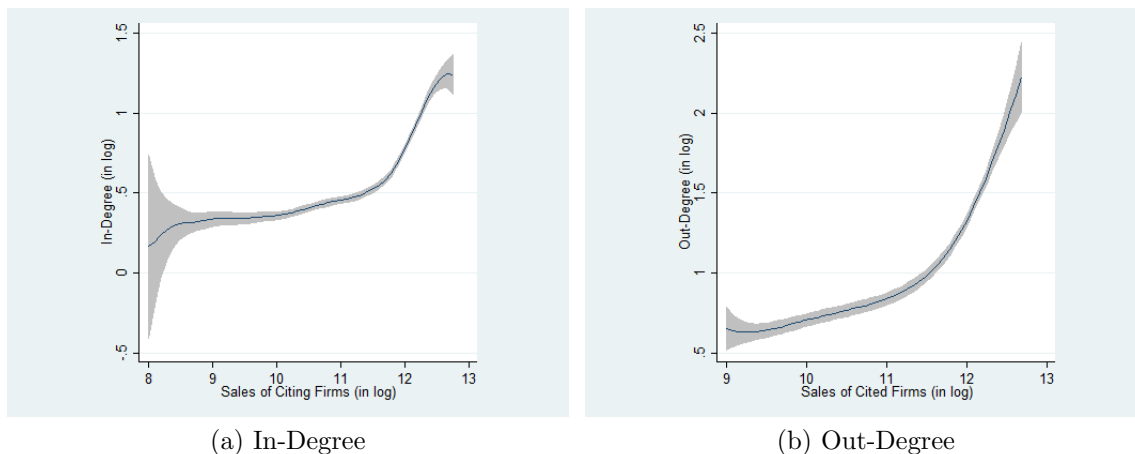 1.5
1
.5
0
-.5
In-Degree (in log)
8 9 10 11 12 13
Sales of Citing Firms (in log)
(a) In-Degree
2.5
2
1.5
1
.5
Out-Degree (in log)
9 10 11 12 13
Sales of Cited Firms (in log)
(b) Out-Degree